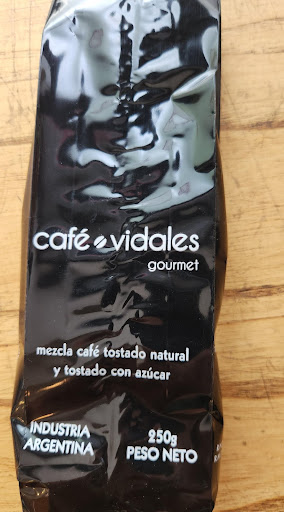 café vidales
gourmet
mezcla café tostado natural
y tostado con azúcar
INDUSTRIA
ARGENTINA
250g
PESO NETO